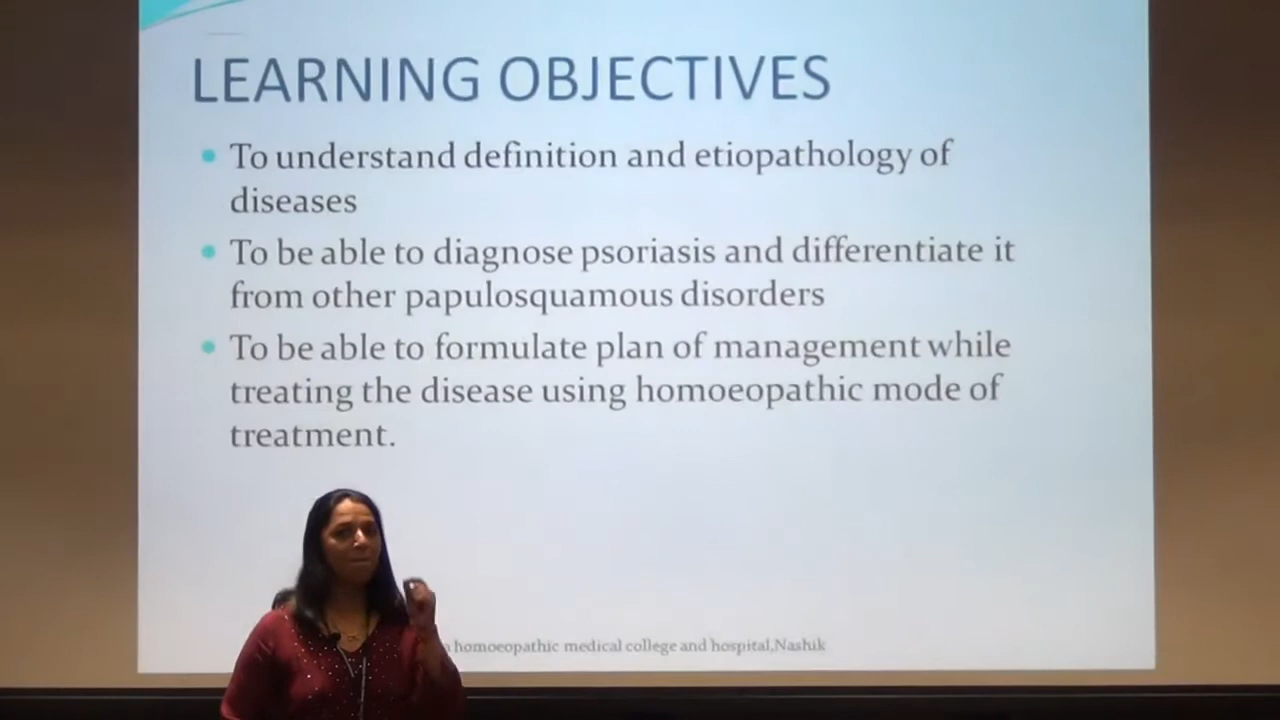 LEARNING OBJECTIVES
To understand definition and etiopathology of
diseases
To be able to diagnose psoriasis and differentiate it
from other papulosquamous disorders
To be able to formulate plan of management while
treating the disease using homoeopathic mode of
treatment.
homoeopathic medical college and hospital,Nashik